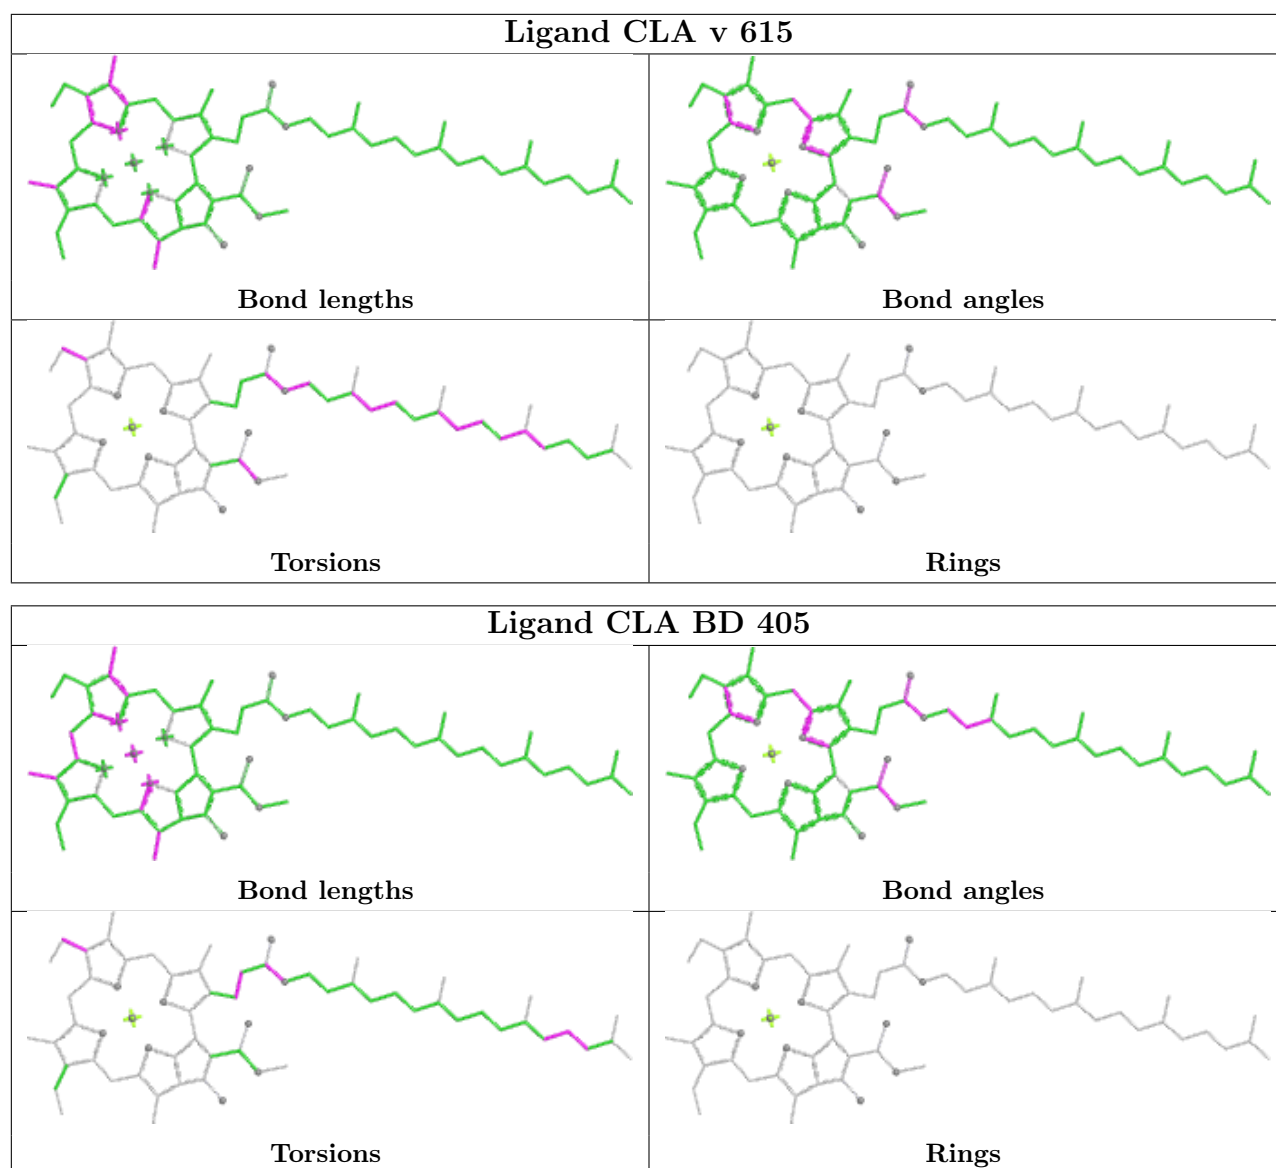 Ligand CLA v 615
Bond lengths
Bond angles
Torsions
Rings
Ligand CLA BD 405
Bond lengths
Bond angles
Torsions
Rings